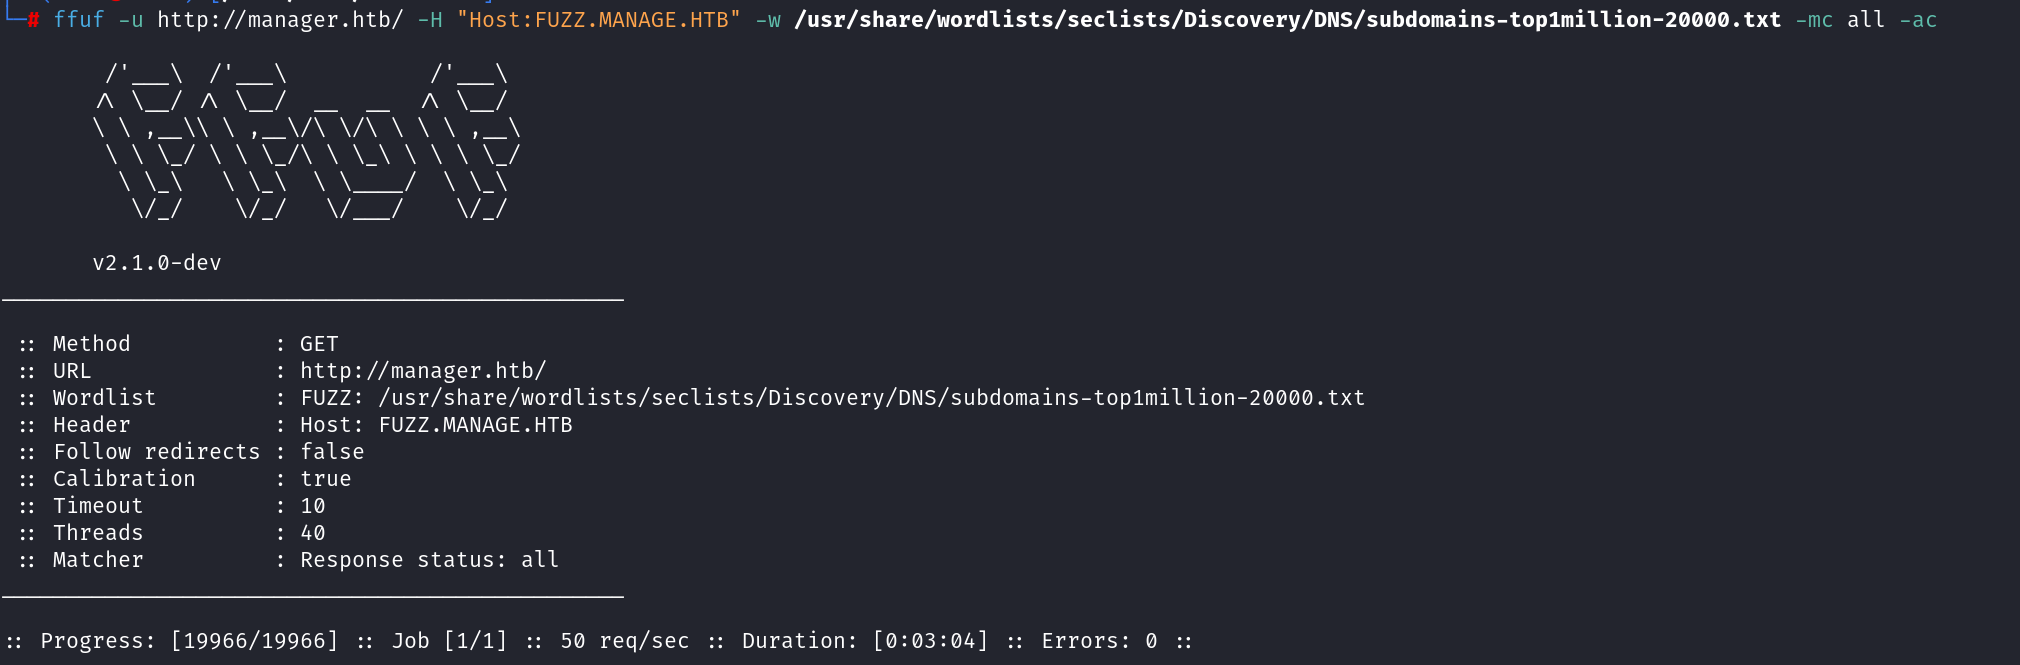 └─# ffuf -u http://manager.htb/ -H "Host:FUZZ.MANAGE.HTB" -w /usr/share/wordlists/seclists/Discovery/DNS/subdomains-top1million-20000.txt -mc all -ac
        /'___\  /'___\           /'___\
       /\ \__/ /\ \__/  __  __  /\ \__/
       \ \ ,__\\ \ ,__\/\ \/\ \ \ \ ,__\
        \ \ \_/ \ \ \_/\ \ \_\ \ \ \ \_/
         \ \_\   \ \_\  \ \____/  \ \_\
          \/_/    \/_/   \/___/    \/_/
       v2.1.0-dev
________________________________________________
 :: Method           : GET
 :: URL              : http://manager.htb/
 :: Wordlist         : FUZZ: /usr/share/wordlists/seclists/Discovery/DNS/subdomains-top1million-20000.txt
 :: Header           : Host: FUZZ.MANAGE.HTB
 :: Follow redirects : false
 :: Calibration      : true
 :: Timeout          : 10
 :: Threads          : 40
 :: Matcher          : Response status: all
________________________________________________
:: Progress: [19966/19966] :: Job [1/1] :: 50 req/sec :: Duration: [0:03:04] :: Errors: 0 ::